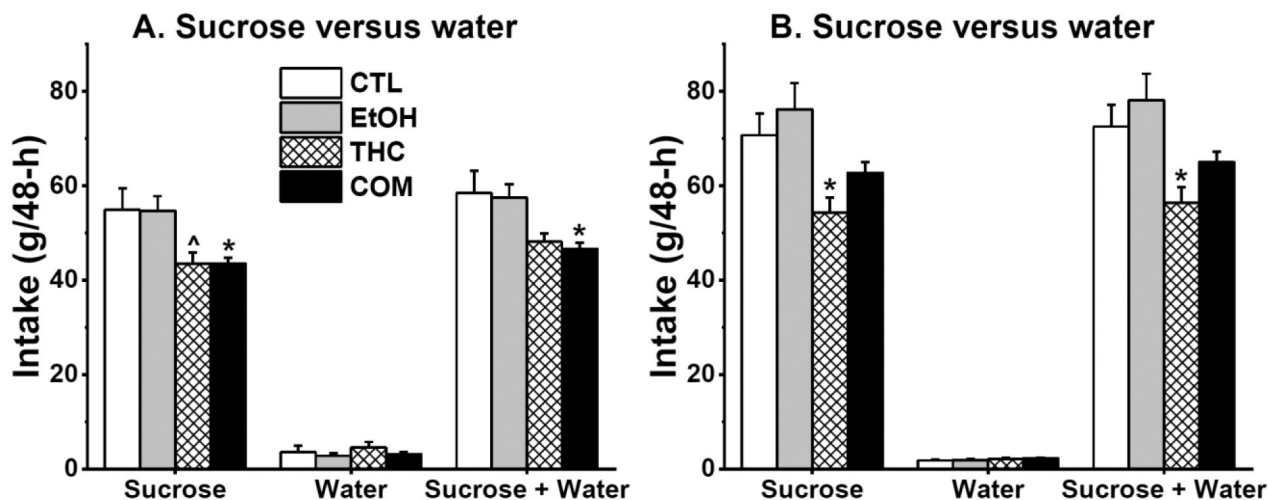 A. Sucrose versus water
CTL
EtOH
THC
COM
Intake (g/48-h)
80
60
40
20
0
^
*
*
Sucrose
Water
Sucrose + Water
B. Sucrose versus water
Intake (g/48-h)
80
60
40
20
0
*
*
Sucrose
Water
Sucrose + Water